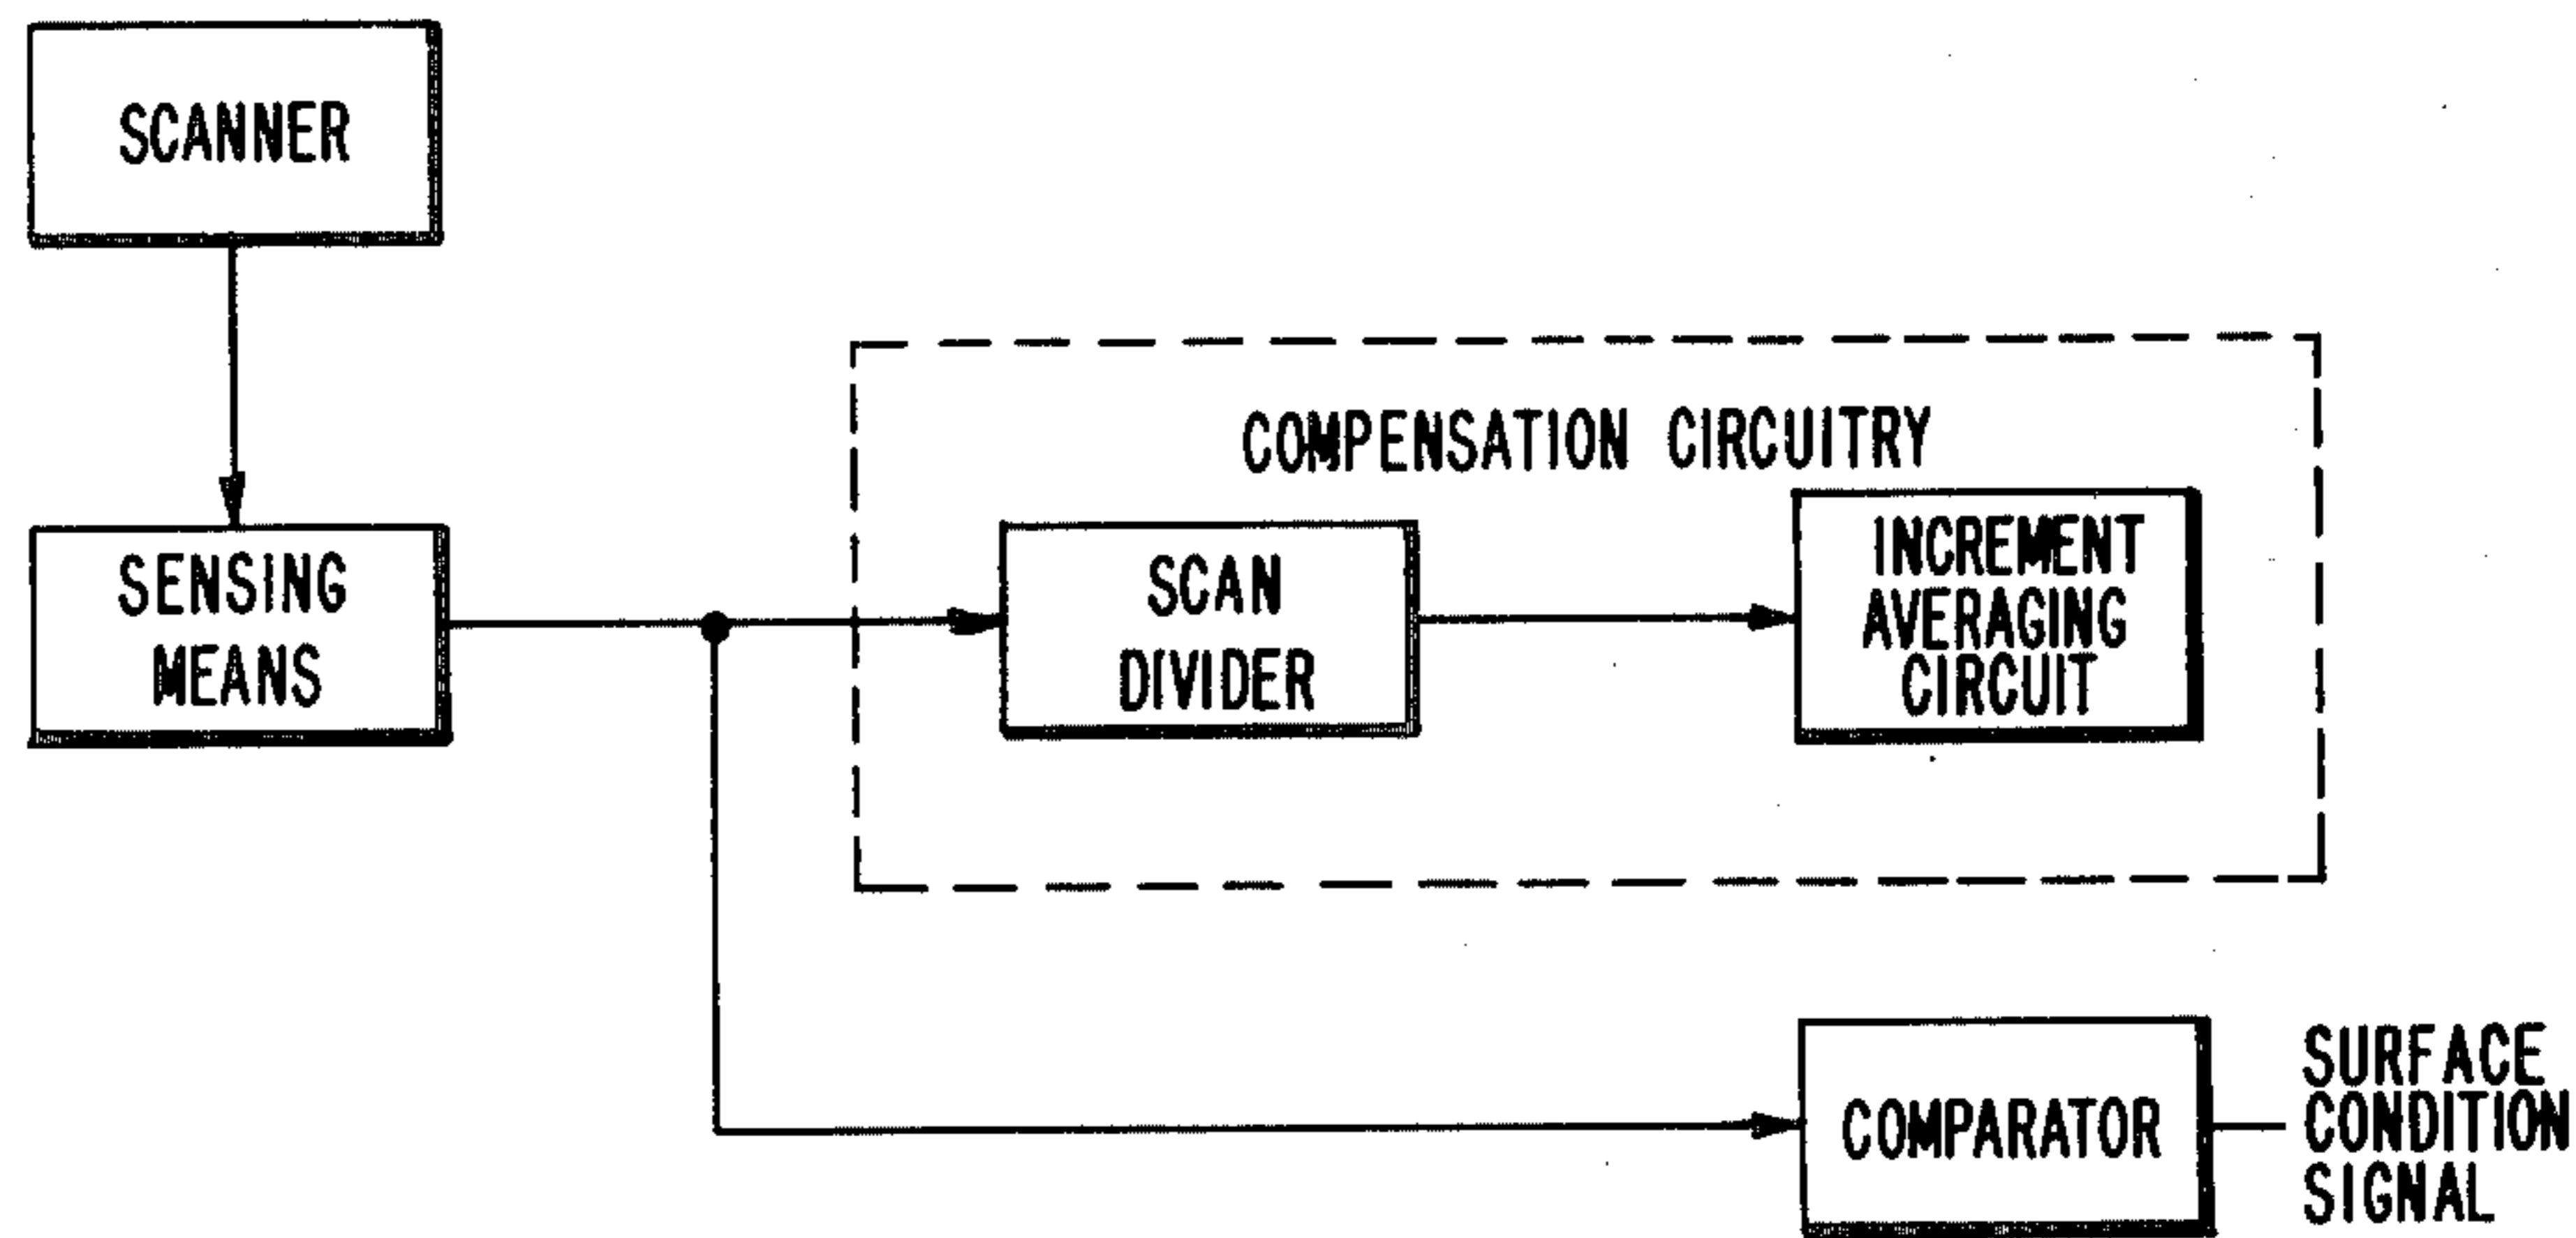 SCANNER
SENSING
MEANS
COMPENSATION CIRCUITRY
SCAN
DIVIDER
INCREMENT
AVERAGING
CIRCUIT
COMPARATOR
SURFACE
CONDITION
SIGNAL